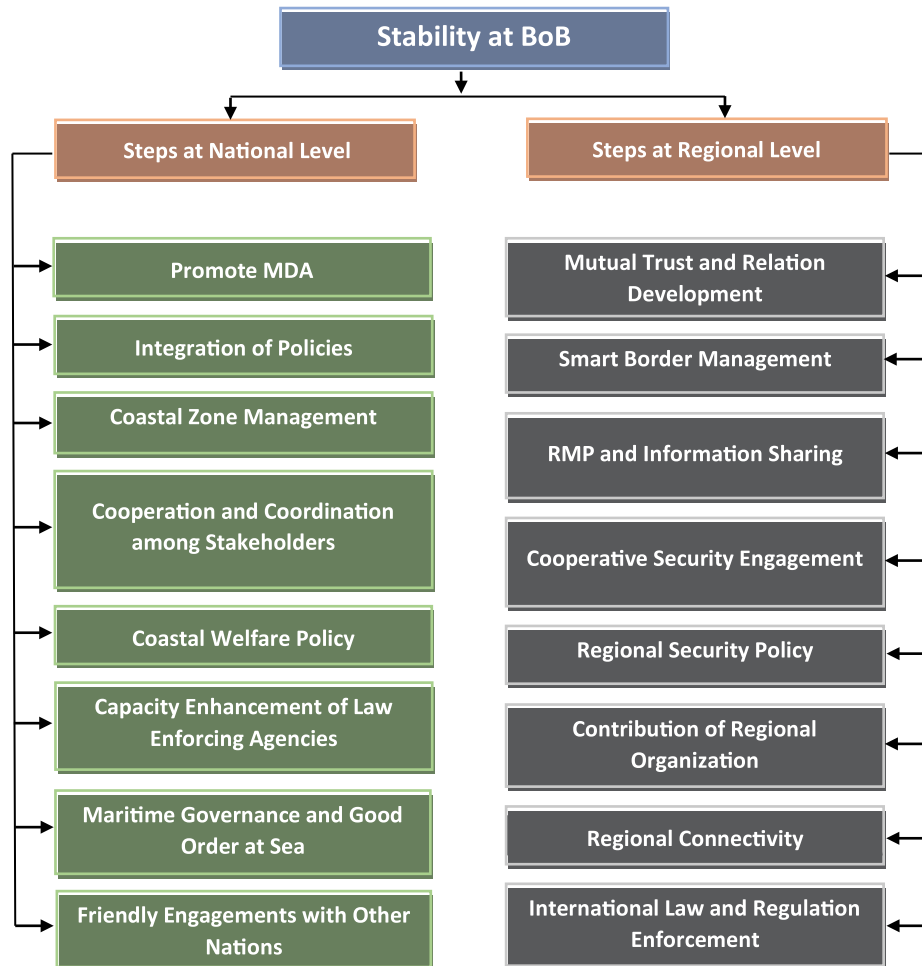 Stability at BoB
Steps at National Level
Steps at Regional Level
Promote MDA
Integration of Policies
Coastal Zone Management
Cooperation and Coordination
among Stakeholders
Coastal Welfare Policy
Capacity Enhancement of Law
Enforcing Agencies
Maritime Governance and Good
Order at Sea
Friendly Engagements with Other
Nations
Mutual Trust and Relation
Development
Smart Border Management
RMP and Information Sharing
Cooperative Security Engagement
Regional Security Policy
Contribution of Regional
Organization
Regional Connectivity
International Law and Regulation
Enforcement